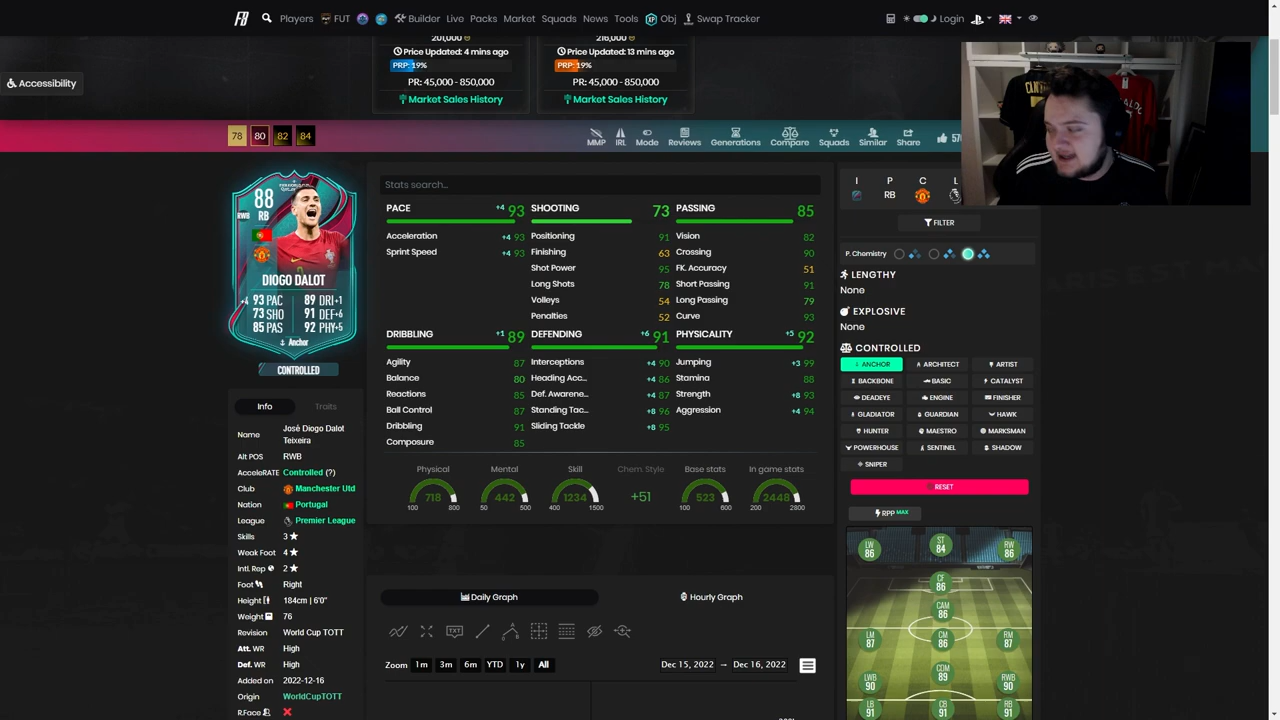 F8
Players
FUT
Builder
Live
Packs
Market
Squads
News
Tools
XP Obj
Swap Tracker
Login
Accessibility
201,000
Price Updated: 4 mins ago
PRP: 19%
PR: 45,000 - 850,000
Market Sales History
216,000
Price Updated: 13 mins ago
PRP: 19%
PR: 45,000 - 850,000
Market Sales History
78 80 82 84
MMP
IRL
Mode
Reviews
Generations
Compare
Squads
Similar
Share
88
RB
RWB
DIOGO DALOT
+4 93 PAC 89 DRI+1
73 SHO 91 DEF+6
85 PAS 92 PHY+5
Anchor
CONTROLLED
Info
Traits
Name José Diogo Dalot Teixeira
Alt POS RWB
AcceleRATE Controlled (?)
Club Manchester Utd
Nation Portugal
League Premier League
Skills 3
Weak Foot 4
Intl. Rep 2
Foot Right
Height 184cm | 6'0"
Weight 76
Revision World Cup TOTT
Att. WR High
Def. WR High
Added on 2022-12-16
Origin WorldCupTOTT
R.Face
Stats search...
PACE +4 93
Acceleration +4 93
Sprint Speed +4 93
SHOOTING 73
Positioning 91
Finishing 63
Shot Power 95
Long Shots 78
Volleys 54
Penalties 52
PASSING 85
Vision 82
Crossing 90
FK. Accuracy 51
Short Passing 91
Long Passing 79
Curve 93
DRIBBLING +1 89
Agility 87
Balance 80
Reactions 85
Ball Control 87
Dribbling 91
Composure 85
DEFENDING +6 91
Interceptions +4 90
Heading Acc... +4 86
Def. Awarene... +4 87
Standing Tac... +8 96
Sliding Tackle +8 95
PHYSICALITY +5 92
Jumping +3 99
Stamina 88
Strength +8 93
Aggression +4 94
Physical 718 100 800
Mental 442 50 500
Skill 1234 400 1500
Chem. Style +51
Base stats 523 100 600
In game stats 2448 200 2800
Daily Graph
Hourly Graph
TXT
Zoom 1m 3m 6m YTD 1y All
Dec 15, 2022 → Dec 16, 2022
I P C L
RB
FILTER
P. Chemistry
LENGTHY
None
EXPLOSIVE
None
CONTROLLED
ANCHOR ARCHITECT ARTIST
BACKBONE BASIC CATALYST
DEADEYE ENGINE FINISHER
GLADIATOR GUARDIAN HAWK
HUNTER MAESTRO MARKSMAN
POWERHOUSE SENTINEL SHADOW
SNIPER
RESET
RPP MAX
LW 86
ST 84
RW 86
CF 86
CAM 86
LM 87
CM 86
RM 87
CDM 89
LWB 90
RWB 90
LB 91
CB 91
RB 91